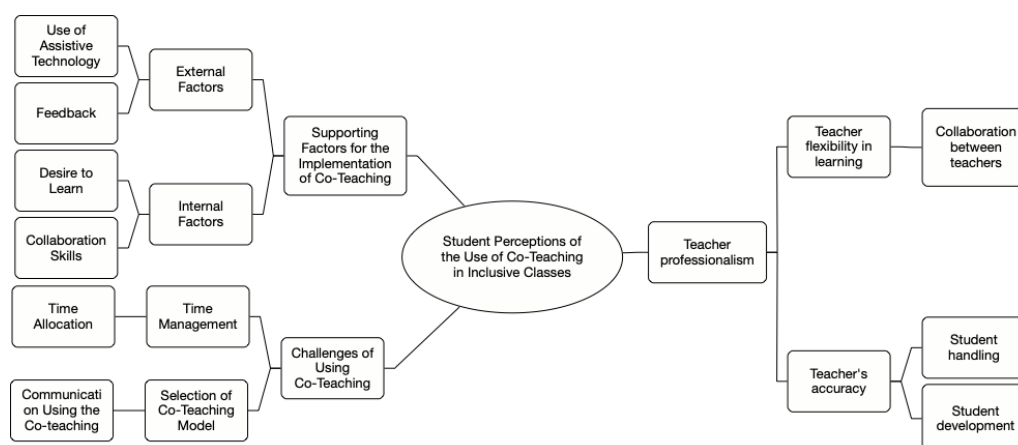 Use of
Assistive
Technology
Feedback
External
Factors
Desire to
Learn
Collaboration
Skills
Internal
Factors
Supporting
Factors for the
Implementation
of Co-Teaching
Time
Allocation
Time
Management
Communicati
on Using the
Co-teaching
Selection of
Co-Teaching
Model
Challenges of
Using
Co-Teaching
Student Perceptions of
the Use of Co-Teaching
in Inclusive Classes
Teacher
professionalism
Teacher
flexibility in
learning
Collaboration
between
teachers
Teacher's
accuracy
Student
handling
Student
development